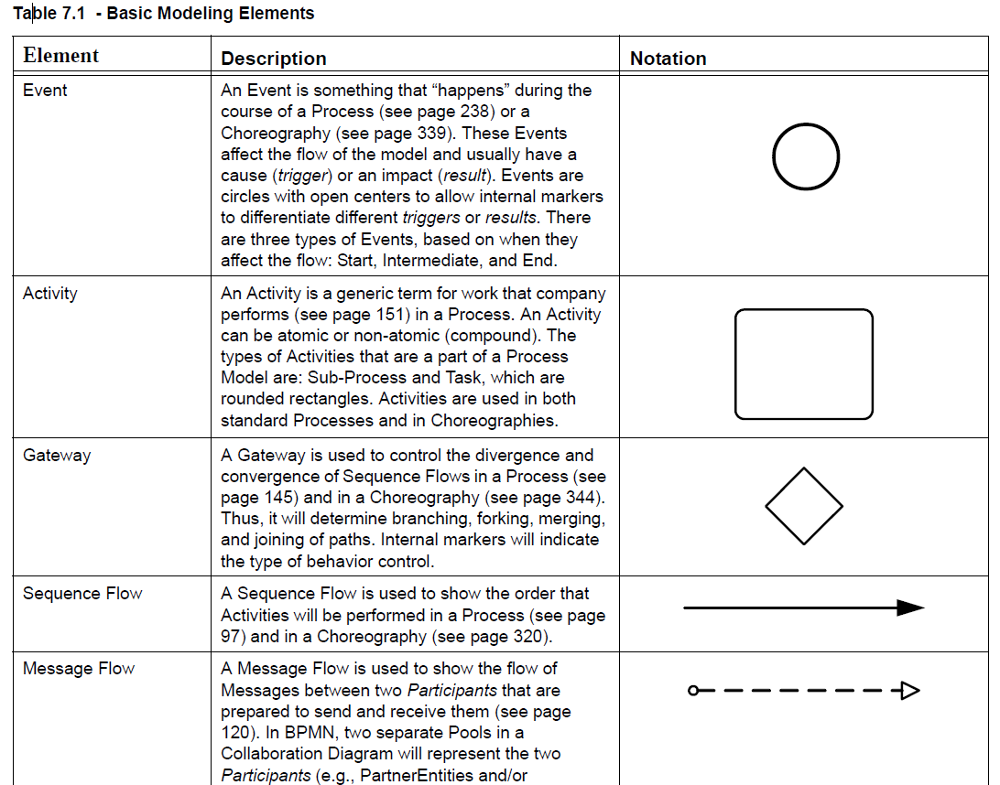 Table 7.1 - Basic Modeling Elements
Element Description Notation
Event
An Event is something that “happens” during the
course of a Process (see page 238) or a
Choreography (see page 339). These Events
affect the flow of the model and usually have a
cause (trigger) or an impact (result). Events are
circles with open centers to allow internal markers
to differentiate different triggers or results. There
are three types of Events, based on when they
affect the flow: Start, Intermediate, and End.
Activity
An Activity is a generic term for work that company
performs (see page 151) in a Process. An Activity
can be atomic or non-atomic (compound). The
types of Activities that are a part of a Process
Model are: Sub-Process and Task, which are
rounded rectangles. Activities are used in both
standard Processes and in Choreographies.
Gateway
A Gateway is used to control the divergence and
convergence of Sequence Flows in a Process (see
page 145) and in a Choreography (see page 344).
Thus, it will determine branching, forking, merging,
and joining of paths. Internal markers will indicate
the type of behavior control.
Sequence Flow
A Sequence Flow is used to show the order that
Activities will be performed in a Process (see page
97) and in a Choreography (see page 320).
Message Flow
A Message Flow is used to show the flow of
Messages between two Participants that are
prepared to send and receive them (see page
120). In BPMN, two separate Pools in a
Collaboration Diagram will represent the two
Participants (e.g., PartnerEntities and/or